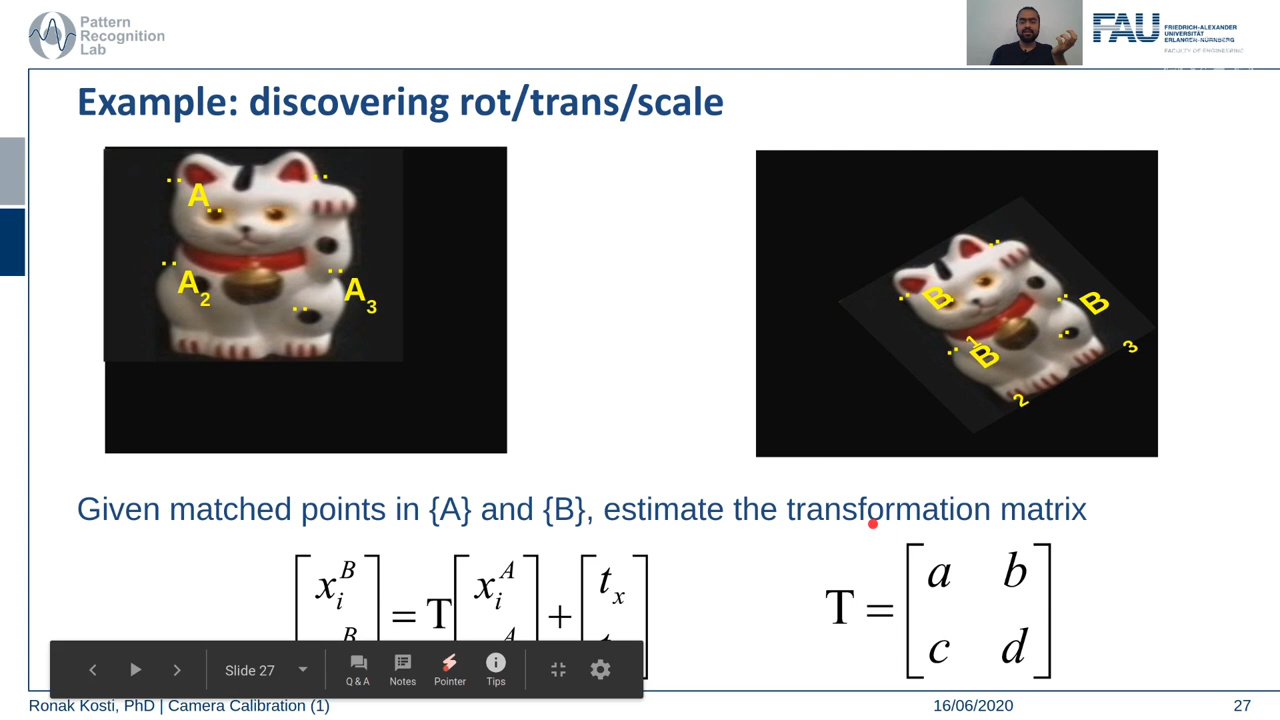 Pattern
Recognition
Lab
FAU
FRIEDRICH-ALEXANDER
UNIVERSITÄT
ERLANGEN-NÜRNBERG
FACULTY OF ENGINEERING
Example: discovering rot/trans/scale
A
A2
A3
B
1
B
2
B
3
Given matched points in {A} and {B}, estimate the transformation matrix
[x_i^B B] = T [x_i^A A] + [t_x t]
T = [a b
c d]
Slide 27
Q & A
Notes
Pointer
Tips
Ronak Kosti, PhD | Camera Calibration (1)
16/06/2020
27